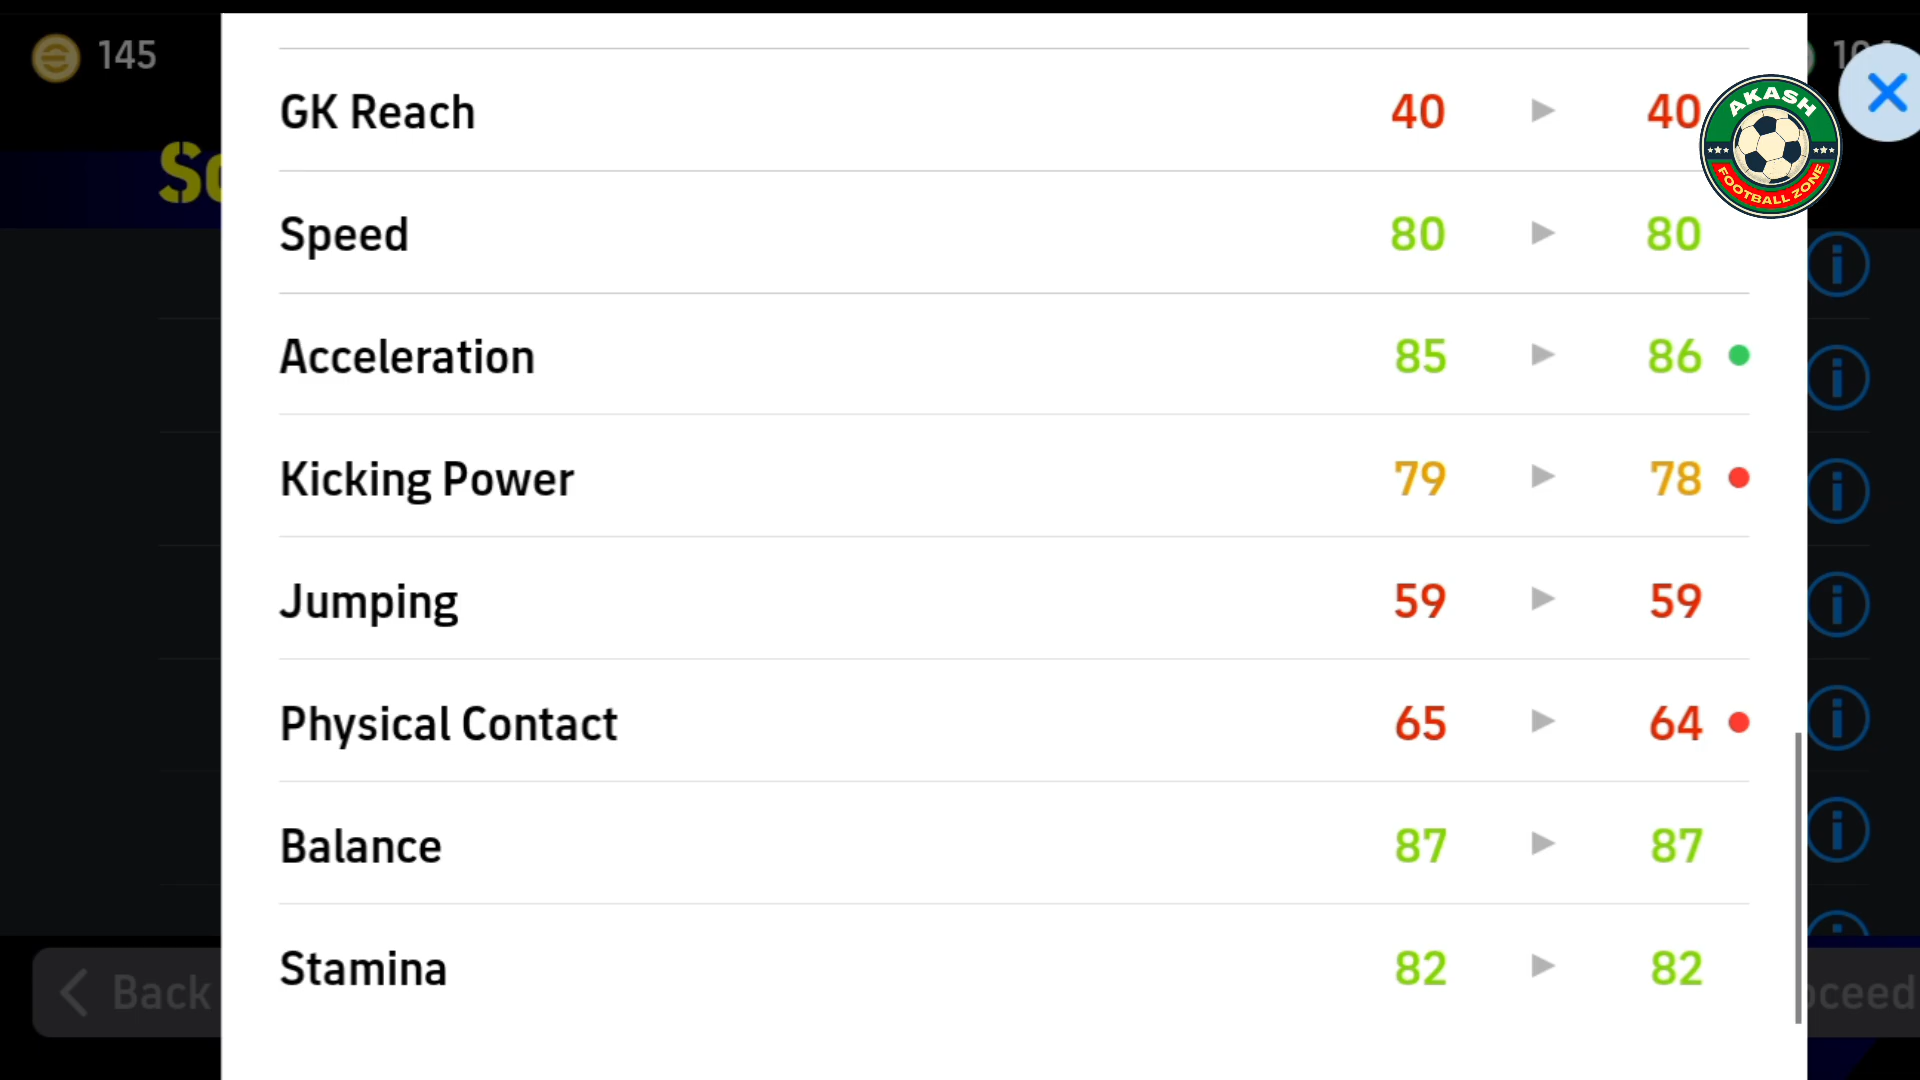 145
GK Reach 40 ▶ 40
AKASH
FOOTBALL ZONE
Speed 80 ▶ 80
Acceleration 85 ▶ 86
Kicking Power 79 ▶ 78
Jumping 59 ▶ 59
Physical Contact 65 ▶ 64
Balance 87 ▶ 87
Stamina 82 ▶ 82
Back